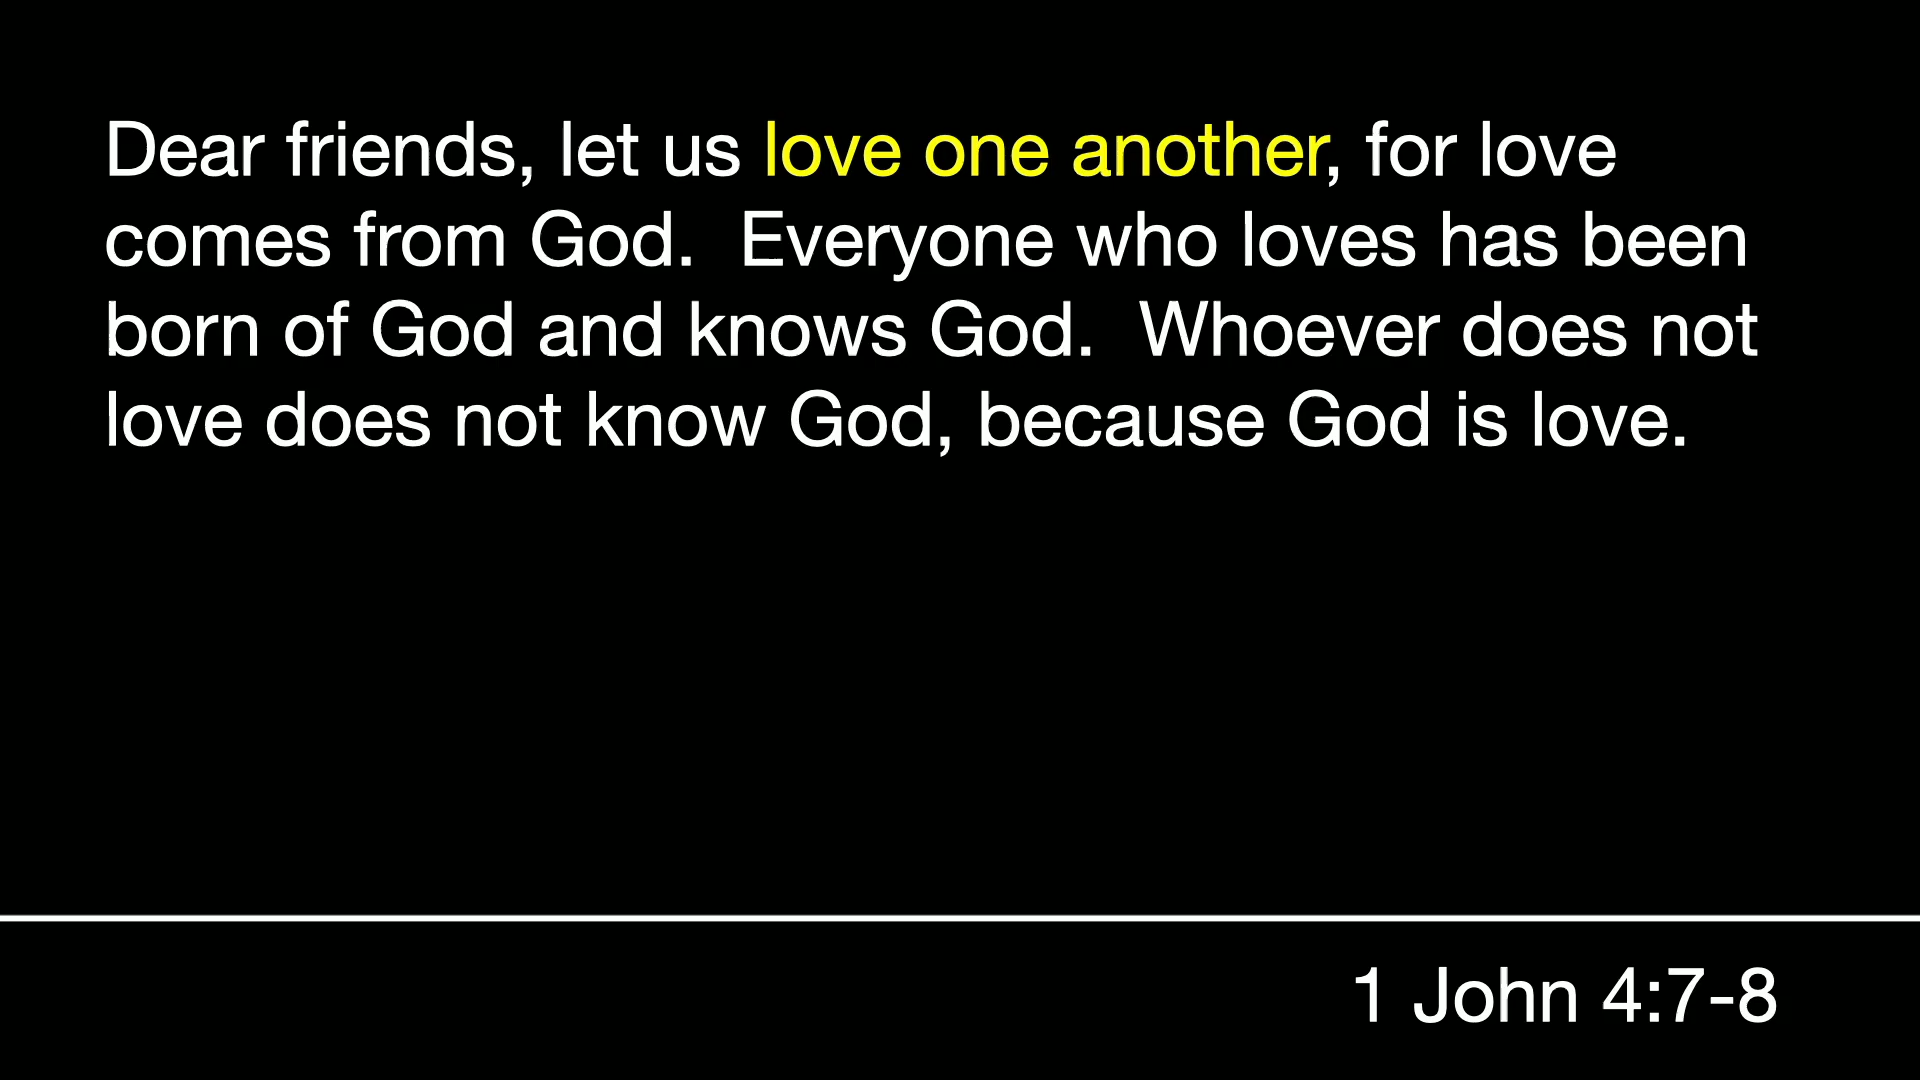 Dear friends, let us love one another, for love
comes from God.  Everyone who loves has been
born of God and knows God.  Whoever does not
love does not know God, because God is love.
1 John 4:7-8